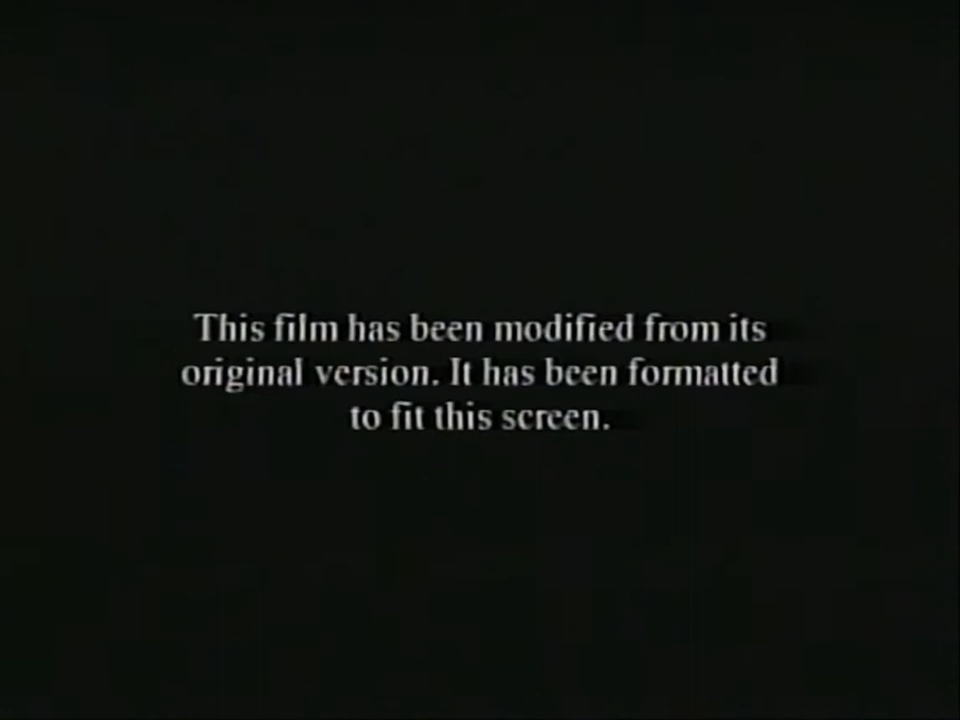 This film has been modified from its
original version. It has been formatted
to fit this screen.